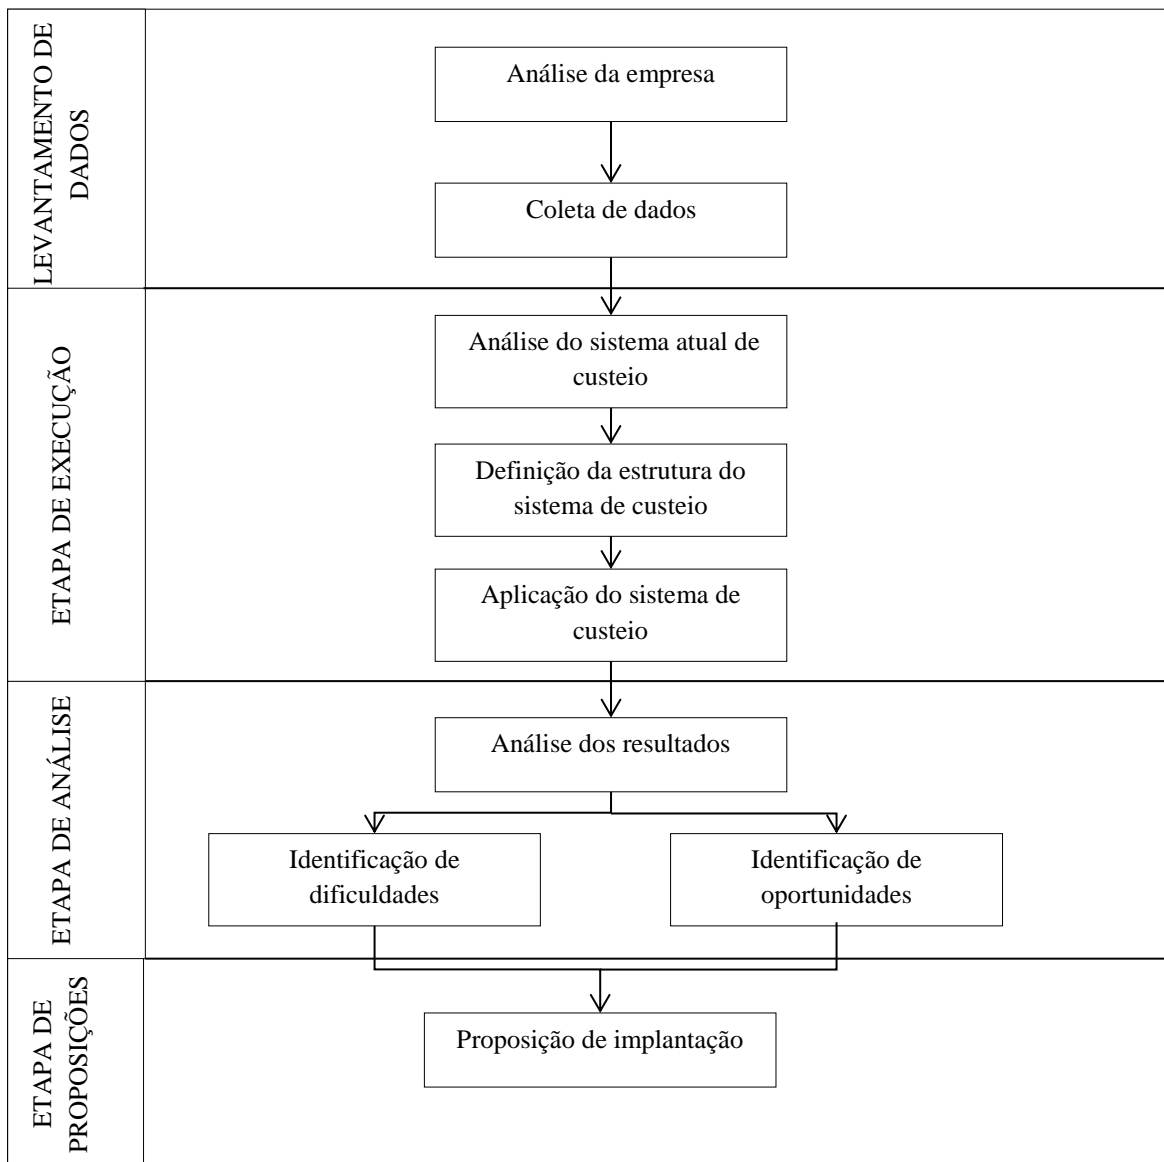 LEVANTAMENTO DE
DADOS
Análise da empresa
Coleta de dados
ETAPA DE EXECUÇÃO
Análise do sistema atual de
custeio
Definição da estrutura do
sistema de custeio
Aplicação do sistema de
custeio
ETAPA DE ANÁLISE
Análise dos resultados
Identificação de
dificuldades
Identificação de
oportunidades
ETAPA DE
PROPOSIÇÕES
Proposição de implantação